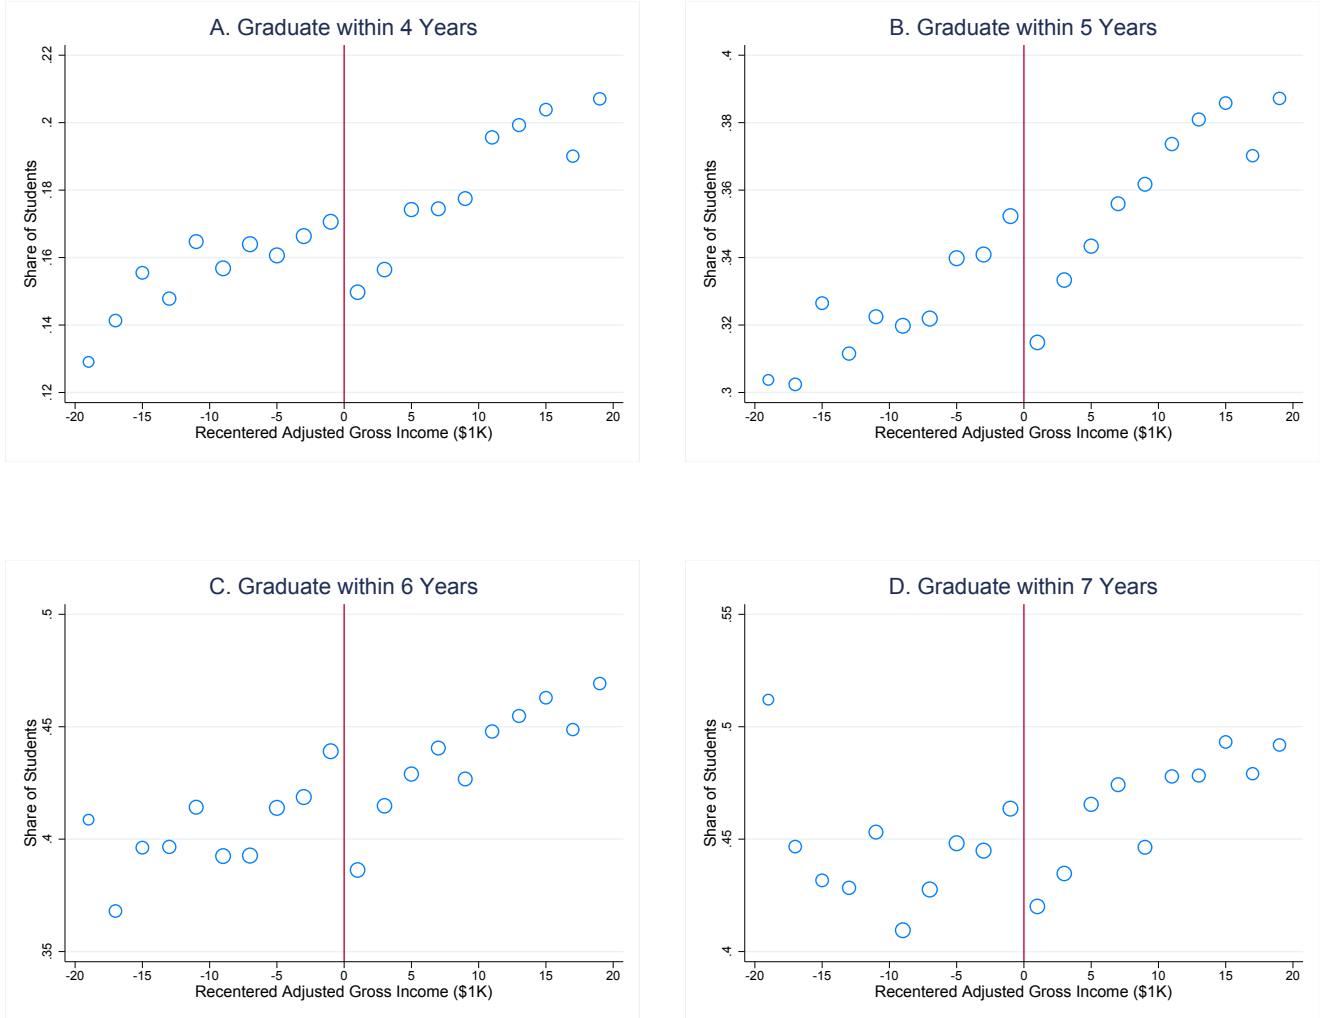 A. Graduate within 4 Years
Share of Students
.22
.2
.18
.16
.14
.12
-20 -15 -10 -5 0 5 10 15 20
Recentered Adjusted Gross Income ($1K)
B. Graduate within 5 Years
Share of Students
.4
.38
.36
.34
.32
.3
-20 -15 -10 -5 0 5 10 15 20
Recentered Adjusted Gross Income ($1K)
C. Graduate within 6 Years
Share of Students
.5
.45
.4
.35
-20 -15 -10 -5 0 5 10 15 20
Recentered Adjusted Gross Income ($1K)
D. Graduate within 7 Years
Share of Students
.55
.5
.45
.4
-20 -15 -10 -5 0 5 10 15 20
Recentered Adjusted Gross Income ($1K)